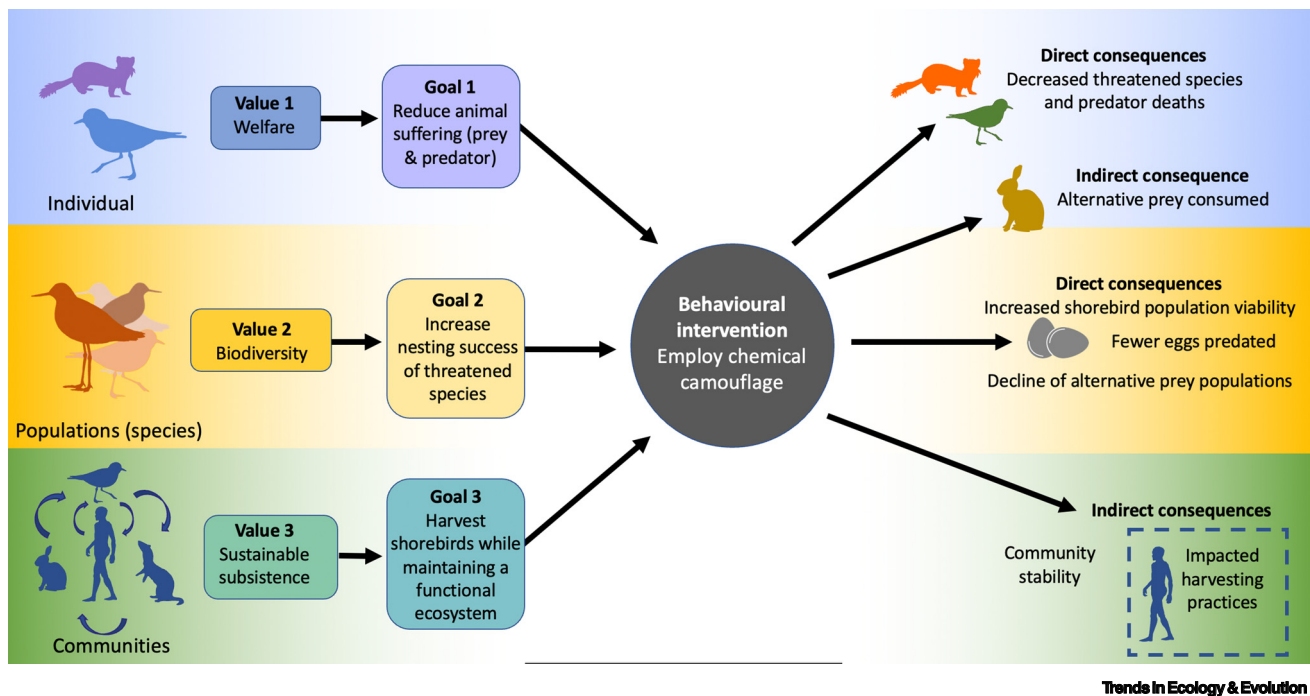 Individual
Value 1
Welfare
Goal 1
Reduce animal
suffering (prey
& predator)
Populations (species)
Value 2
Biodiversity
Goal 2
Increase
nesting success
of threatened
species
Communities
Value 3
Sustainable
subsistence
Goal 3
Harvest
shorebirds while
maintaining a
functional
ecosystem
Behavioural
intervention
Employ chemical
camouflage
Direct consequences
Decreased threatened species
and predator deaths
Indirect consequence
Alternative prey consumed
Direct consequences
Increased shorebird population viability
Fewer eggs predated
Decline of alternative prey populations
Indirect consequences
Community
stability
Impacted
harvesting
practices
Trends in Ecology & Evolution